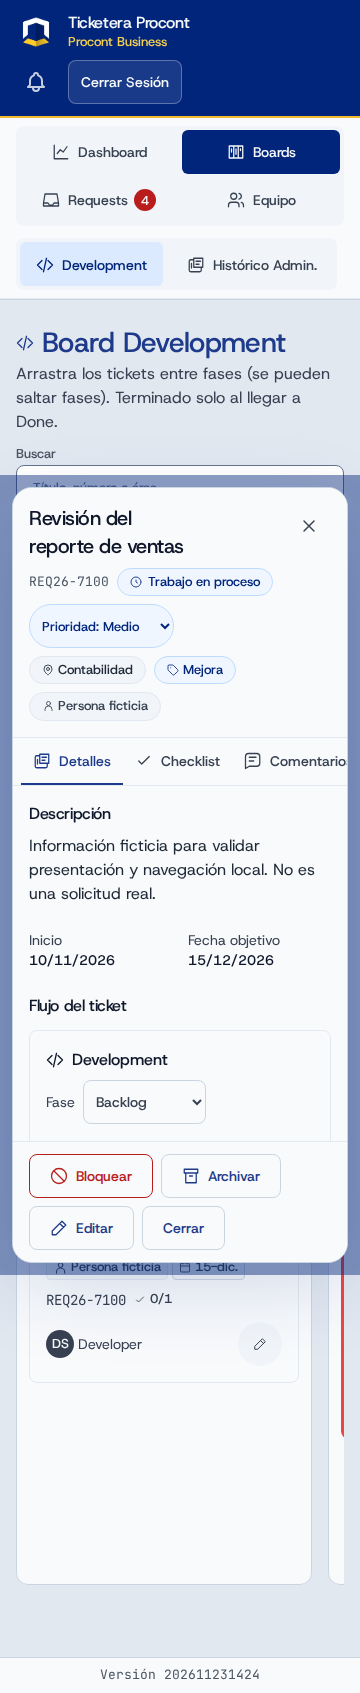 Ticketera Procont
Procont Business
Cerrar Sesión
Dashboard
Boards
Requests 4
Equipo
Development
Histórico Admin.
Board Development
Arrastra los tickets entre fases (se pueden
saltar fases). Terminado solo al llegar a
Done.
Buscar
Título, número o área
Revisión del
reporte de ventas
REQ26-7100
Trabajo en proceso
Prioridad: Medio
Contabilidad
Mejora
Persona ficticia
Detalles
Checklist
Comentarios
Descripción
Información ficticia para validar
presentación y navegación local. No es
una solicitud real.
Inicio
Fecha objetivo
10/11/2026
15/12/2026
Flujo del ticket
Development
Fase
Backlog
Bloquear
Archivar
Editar
Cerrar
Persona ficticia
15-dic.
REQ26-7100
0/1
DS
Developer
Versión 202611231424